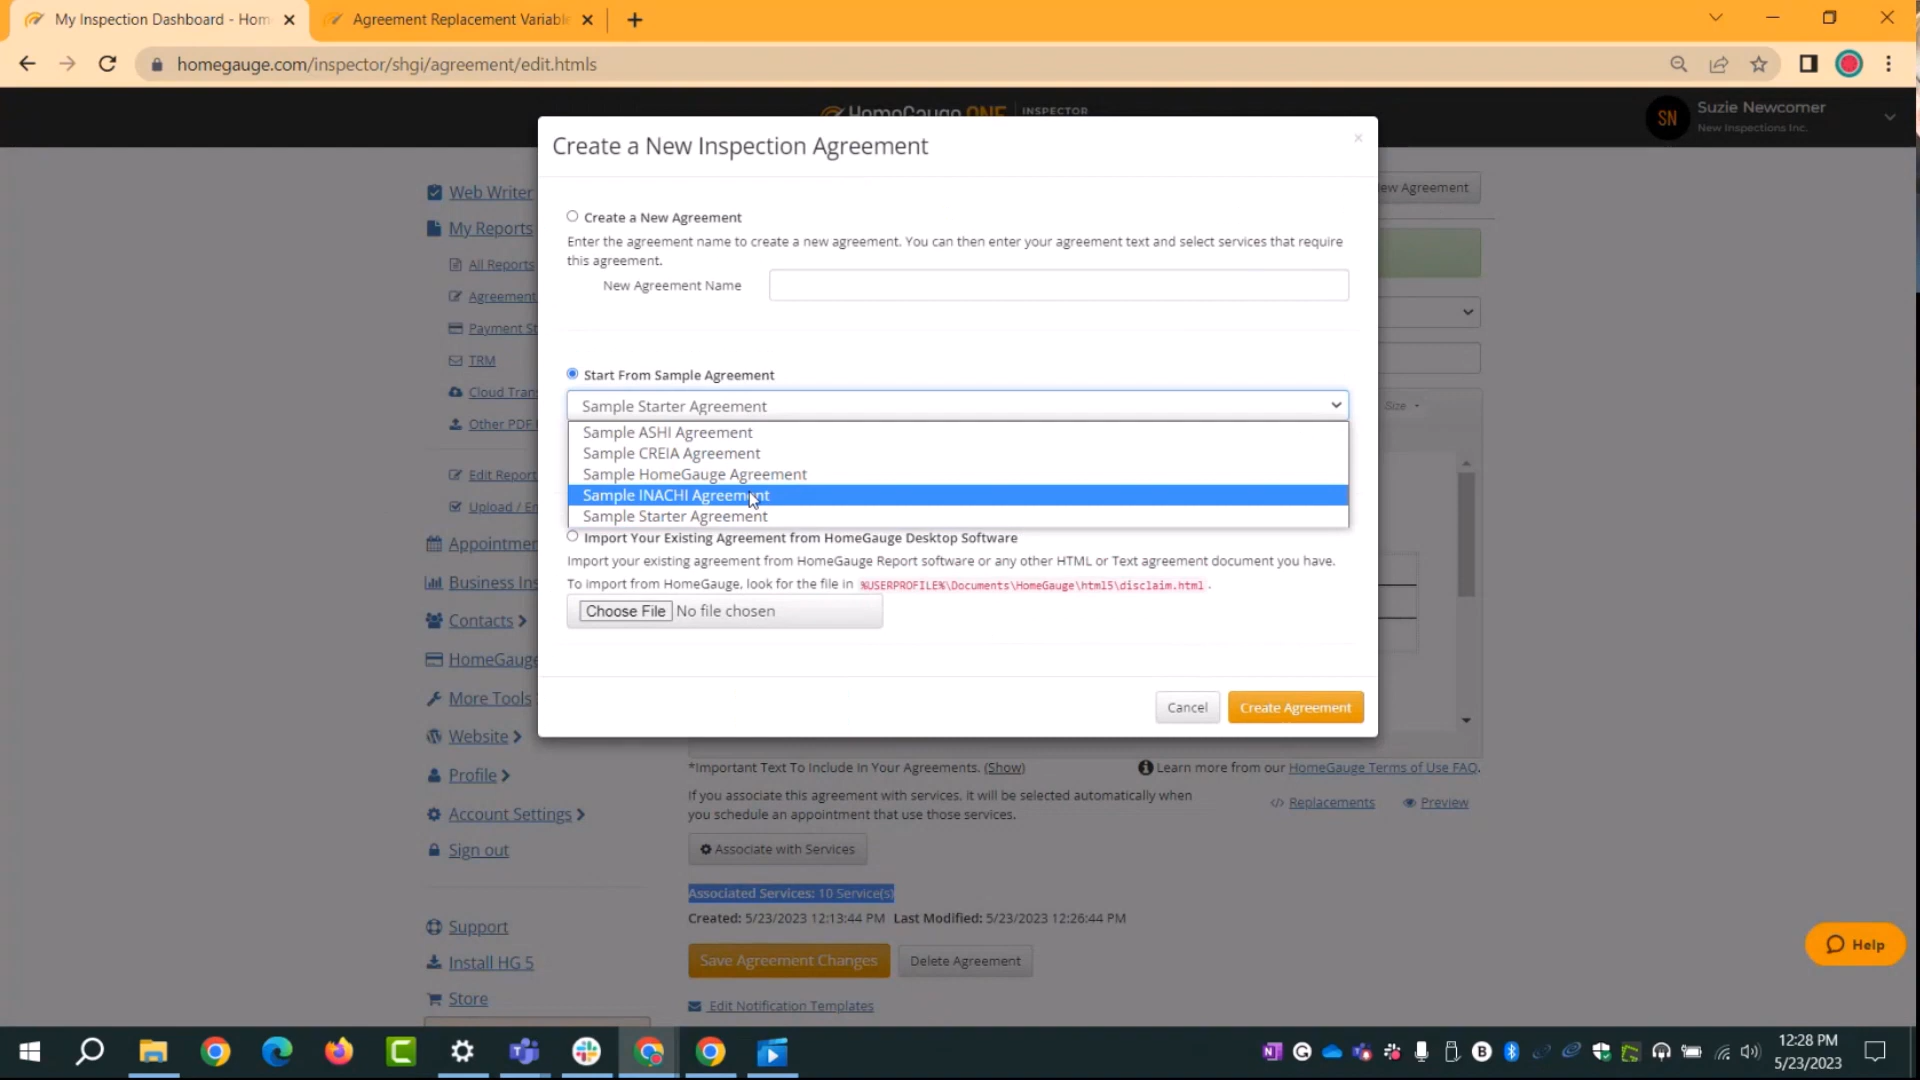 My Inspection Dashboard - Hom
Agreement Replacement Variabl
homegauge.com/inspector/shgi/agreement/edit.htmls
HomeGauge ONE INSPECTOR
SN
Suzie Newcomer
New Inspections Inc.
Create a New Inspection Agreement
×
ew Agreement
Web Writer
My Reports
All Reports
Agreement
Payment St
TRM
Cloud Tran
Other PDF
Edit Report
Upload / E
Appointmen
Business Ins
Contacts
HomeGauge
More Tools
Website
Profile
Account Settings
Sign out
Support
Install HG 5
Store
Create a New Agreement
Enter the agreement name to create a new agreement. You can then enter your agreement text and select services that require
this agreement.
New Agreement Name
Start From Sample Agreement
Sample Starter Agreement
Sample ASHI Agreement
Sample CREIA Agreement
Sample HomeGauge Agreement
Sample INACHI Agreement
Sample Starter Agreement
Size
Import Your Existing Agreement from HomeGauge Desktop Software
Import your existing agreement from HomeGauge Report software or any other HTML or Text agreement document you have.
To import from HomeGauge, look for the file in %USERPROFILE%\Documents\HomeGauge\html5\disclaim.html .
Choose File No file chosen
Cancel
Create Agreement
*Important Text To Include In Your Agreements. (Show)
Learn more from our HomeGauge Terms of Use FAQ.
If you associate this agreement with services, it will be selected automatically when
you schedule an appointment that use those services.
</> Replacements
Preview
Associate with Services
Associated Services: 10 Service(s)
Created: 5/23/2023 12:13:44 PM Last Modified: 5/23/2023 12:26:44 PM
Save Agreement Changes
Delete Agreement
Edit Notification Templates
Help
12:28 PM
5/23/2023